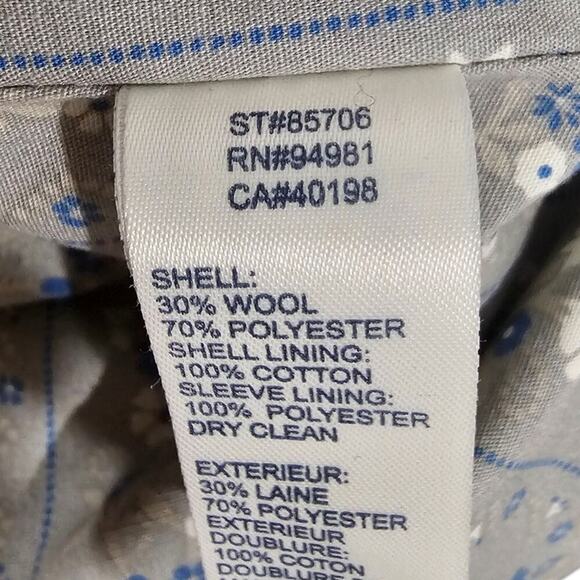 ST#85706
RN#94981
CA#40198
SHELL:
30% WOOL
70% POLYESTER
SHELL LINING:
100% COTTON
SLEEVE LINING:
100% POLYESTER
DRY CLEAN
EXTERIEUR:
30% LAINE
70% POLYESTER
EXTERIEUR
DOUBLURE:
100% COTON